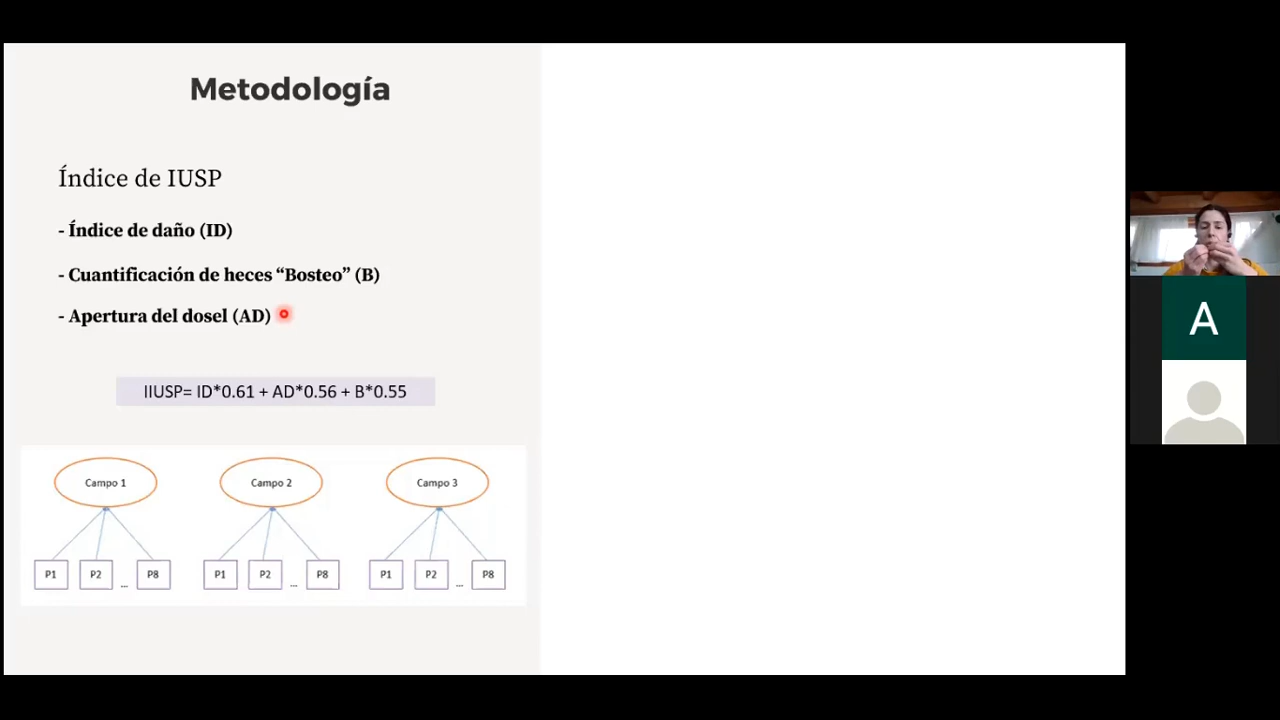 Metodología
Índice de IUSP
- Índice de daño (ID)
- Cuantificación de heces “Bosteo” (B)
- Apertura del dosel (AD)
IIUSP= ID*0.61 + AD*0.56 + B*0.55
Campo 1
Campo 2
Campo 3
P1
P2
...
P8
P1
P2
...
P8
P1
P2
...
P8
A